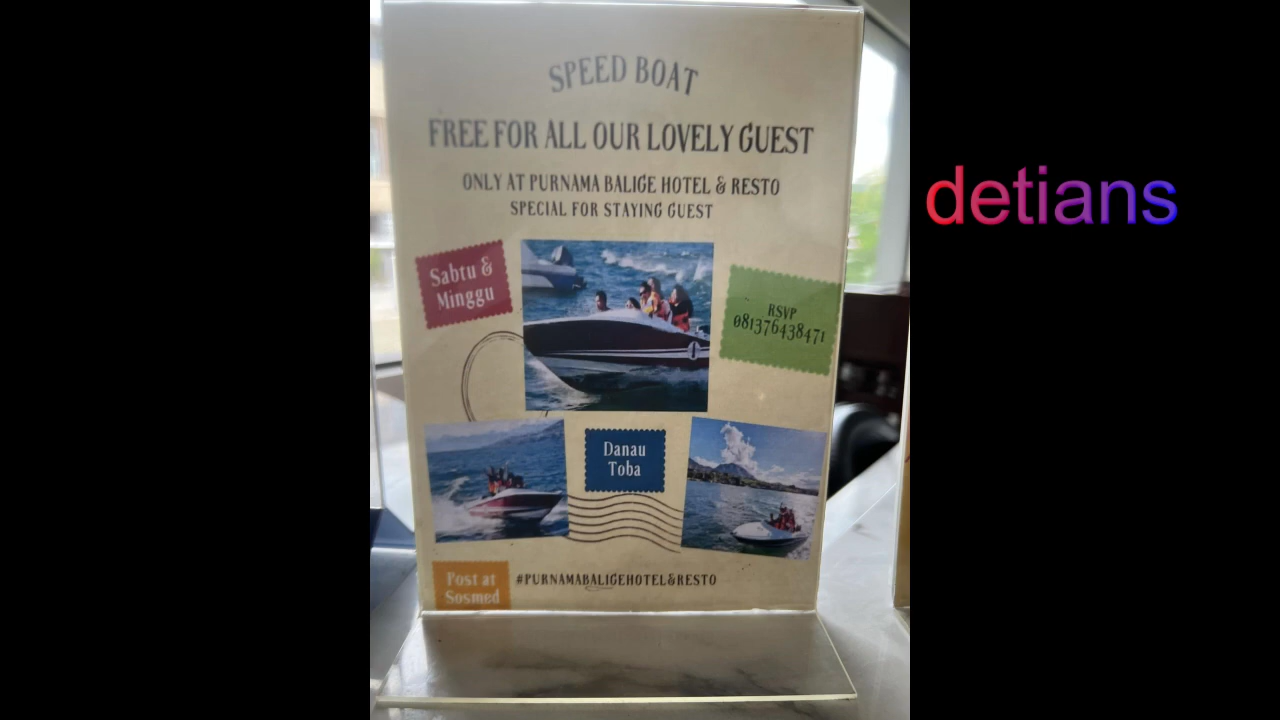 SPEED BOAT
FREE FOR ALL OUR LOVELY GUEST
ONLY AT PURNAMA BALIGE HOTEL & RESTO
SPECIAL FOR STAYING GUEST
Sabtu &
Minggu
RSVP
081376438471
Danau
Toba
Post at
Sosmed
#PURNAMABALIGEHOTEL&RESTO
detians